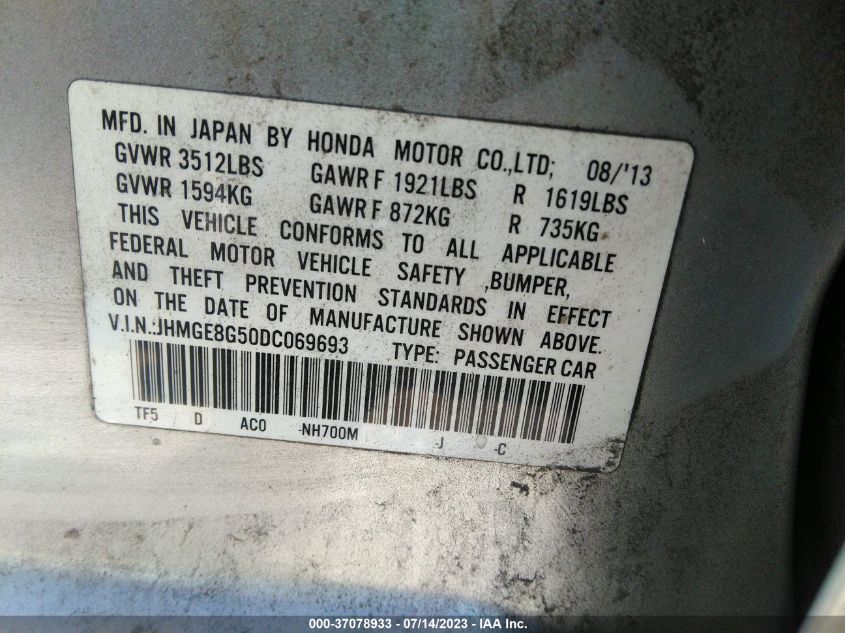 MFD. IN JAPAN BY HONDA MOTOR CO.,LTD; 08/'13
GVWR 3512LBS GAWR F 1921LBS R 1619LBS
GVWR 1594KG GAWR F 872KG R 735KG
THIS VEHICLE CONFORMS TO ALL APPLICABLE
FEDERAL MOTOR VEHICLE SAFETY ,BUMPER,
AND THEFT PREVENTION STANDARDS IN EFFECT
ON THE DATE OF MANUFACTURE SHOWN ABOVE.
V.I.N.:JHMGE8G50DC069693 TYPE: PASSENGER CAR
TF5 D AC0 -NH700M -J -C
000-37078933 - 07/14/2023 - IAA Inc.